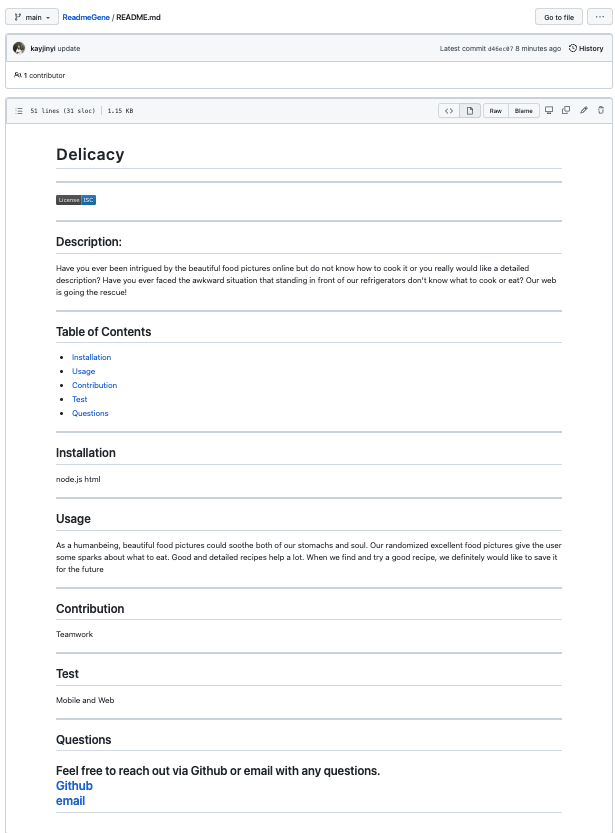 main
ReadmeGene / README.md
Go to file
kayjinyi update
Latest commit d46ec07 8 minutes ago
History
1 contributor
51 lines (31 sloc) 1.15 KB
Raw
Blame
Delicacy
License ISC
Description:
Have you ever been intrigued by the beautiful food pictures online but do not know how to cook it or you really would like a detailed
description? Have you ever faced the awkward situation that standing in front of our refrigerators don't know what to cook or eat? Our web
is going the rescue!
Table of Contents
Installation
Usage
Contribution
Test
Questions
Installation
node.js html
Usage
As a humanbeing, beautiful food pictures could soothe both of our stomachs and soul. Our randomized excellent food pictures give the user
some sparks about what to eat. Good and detailed recipes help a lot. When we find and try a good recipe, we definitely would like to save it
for the future
Contribution
Teamwork
Test
Mobile and Web
Questions
Feel free to reach out via Github or email with any questions.
Github
email